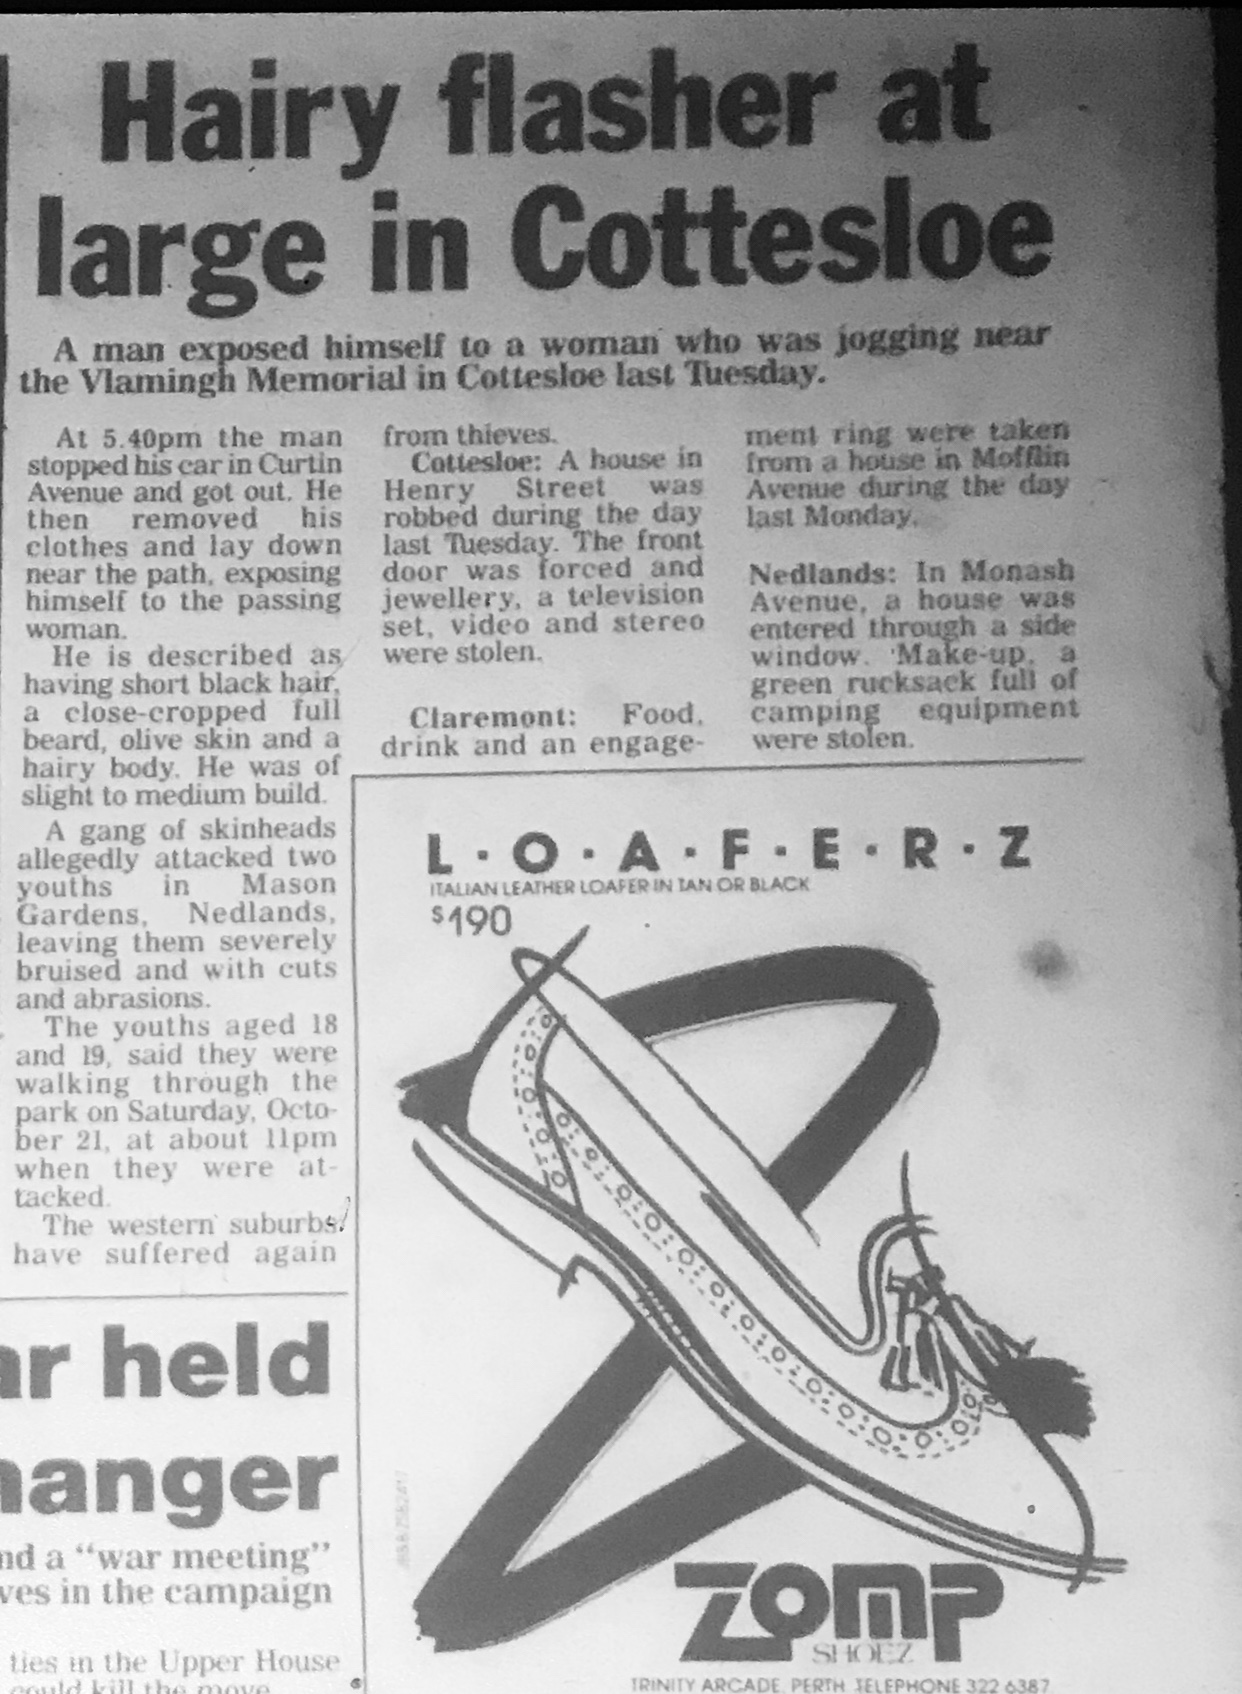 Hairy flasher at
large in Cottesloe
A man exposed himself to a woman who was jogging near
the Vlamingh Memorial in Cottesloe last Tuesday.
At 5.40pm the man
stopped his car in Curtin
Avenue and got out. He
then removed his
clothes and lay down
near the path, exposing
himself to the passing
woman.
He is described as
having short black hair,
a close-cropped full
beard, olive skin and a
hairy body. He was of
slight to medium build.
A gang of skinheads
allegedly attacked two
youths in Mason
Gardens, Nedlands,
leaving them severely
bruised and with cuts
and abrasions.
The youths aged 18
and 19, said they were
walking through the
park on Saturday, Octo-
ber 21, at about 11pm
when they were at-
tacked.
The western suburbs
have suffered again
from thieves.
Cottesloe: A house in
Henry Street was
robbed during the day
last Tuesday. The front
door was forced and
jewellery, a television
set, video and stereo
were stolen.
Claremont: Food,
drink and an engage-
ment ring were taken
from a house in Mofflin
Avenue during the day
last Monday.
Nedlands: In Monash
Avenue, a house was
entered through a side
window. Make-up, a
green rucksack full of
camping equipment
were stolen.
L·O·A·F·E·R·Z
ITALIAN LEATHER LOAFER IN TAN OR BLACK
$190
ZOMP
SHOEZ
TRINITY ARCADE, PERTH. TELEPHONE 322 6387
ar held
hanger
nd a “war meeting”
ves in the campaign
ties in the Upper House
could kill the move